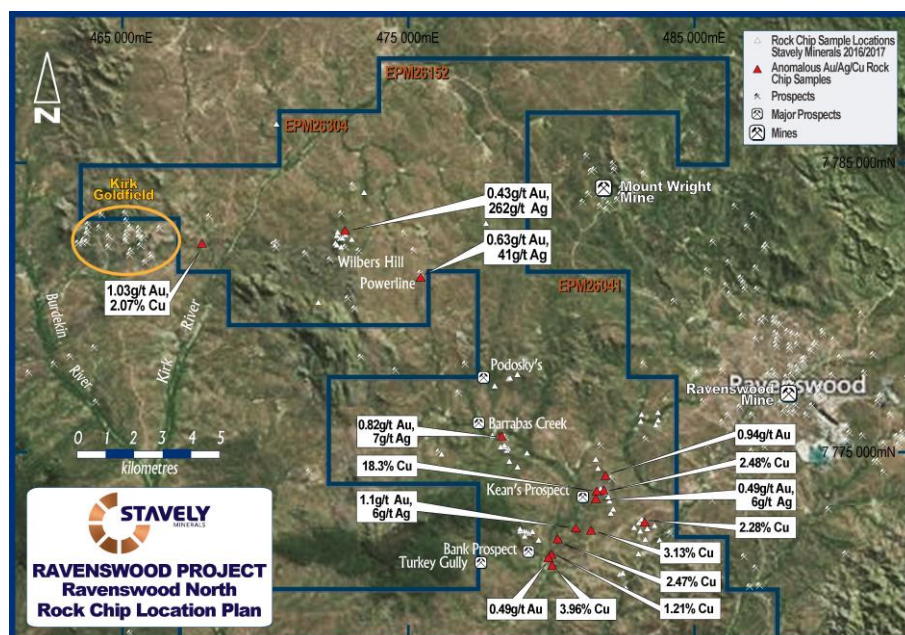 465 000mE
475 000mE
485 000mE
Rock Chip Sample Locations
Stavely Minerals 2016/2017
Anomalous Au/Ag/Cu Rock
Chip Samples
Prospects
Major Prospects
Mines
N
EPM26152
EPM26304
7 785 000mN
Kirk
Goldfield
0.43g/t Au,
262g/t Ag
Mount Wright
Mine
0.63g/t Au,
41g/t Ag
Wilbers Hill
Powerline
EPM26041
1.03g/t Au,
2.07% Cu
Burdekin
River
Kirk
River
Podosky's
Ravenswood
Ravenswood
Mine
Barrabas Creek
0.82g/t Au,
7g/t Ag
0.94g/t Au
7 775 000mN
0 1 2 3 4 5
kilometres
18.3% Cu
2.48% Cu
Kean's Prospect
0.49g/t Au,
6g/t Ag
1.1g/t Au,
6g/t Ag
2.28% Cu
3.13% Cu
Bank Prospect
Turkey Gully
2.47% Cu
0.49g/t Au
3.96% Cu
1.21% Cu
STAVELY
MINERALS
RAVENSWOOD PROJECT
Ravenswood North
Rock Chip Location Plan